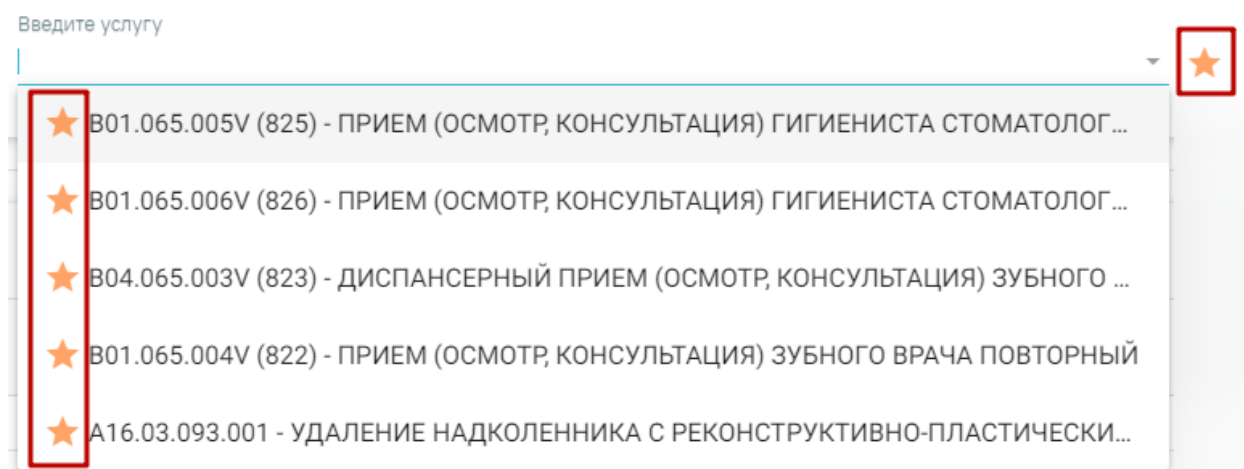 Введите услугу
B01.065.005V (825) - ПРИЕМ (ОСМОТР, КОНСУЛЬТАЦИЯ) ГИГИЕНИСТА СТОМАТОЛОГ...
B01.065.006V (826) - ПРИЕМ (ОСМОТР, КОНСУЛЬТАЦИЯ) ГИГИЕНИСТА СТОМАТОЛОГ...
B04.065.003V (823) - ДИСПАНСЕРНЫЙ ПРИЕМ (ОСМОТР, КОНСУЛЬТАЦИЯ) ЗУБНОГО ...
B01.065.004V (822) - ПРИЕМ (ОСМОТР, КОНСУЛЬТАЦИЯ) ЗУБНОГО ВРАЧА ПОВТОРНЫЙ
A16.03.093.001 - УДАЛЕНИЕ НАДКОЛЕННИКА С РЕКОНСТРУКТИВНО-ПЛАСТИЧЕСКИ...